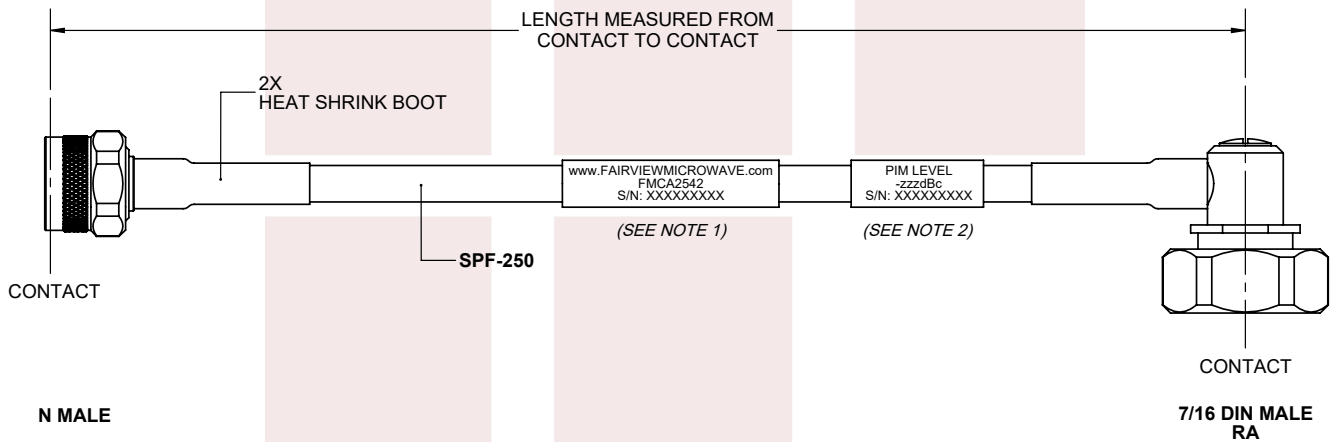 LENGTH MEASURED FROM
CONTACT TO CONTACT
2X
HEAT SHRINK BOOT
www.FAIRVIEWMICROWAVE.com
FMCA2542
S/N: XXXXXXXXX
PIM LEVEL
-zzzdBc
S/N: XXXXXXXXX
(SEE NOTE 1)
(SEE NOTE 2)
SPF-250
CONTACT
CONTACT
N MALE
7/16 DIN MALE
RA